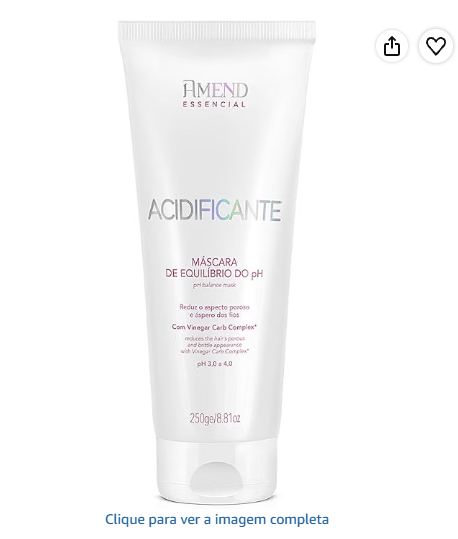 AMEND
ESSENCIAL
ACIDIFICANTE
MÁSCARA
DE EQUILÍBRIO DO pH
pH balance mask
Reduz o aspecto poroso
e áspero dos fios
Com Vinegar Carb Complex*
reduces the hair's porous
and brittle appearance
with Vinegar Carb Complex*
pH 3,0 a 4,0
250ge/8.81oz
Clique para ver a imagem completa